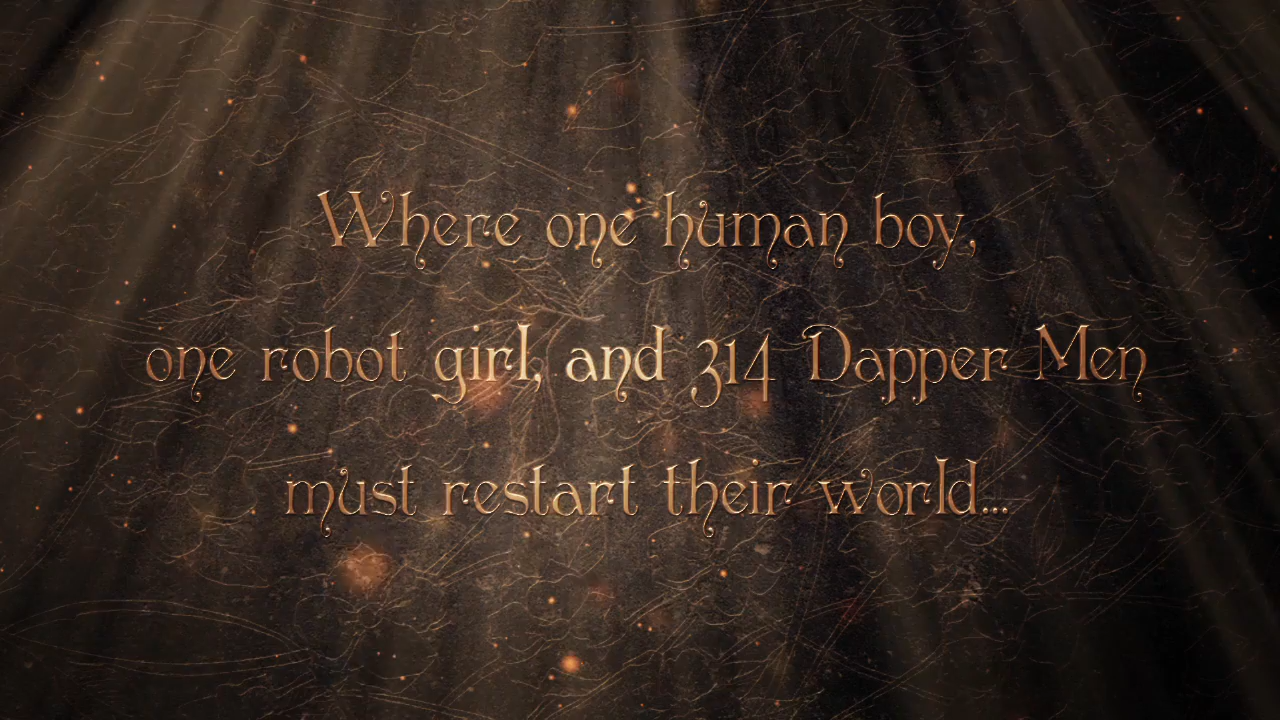 Where one human boy,
one robot girl, and 314 Dapper Men
must restart their world...